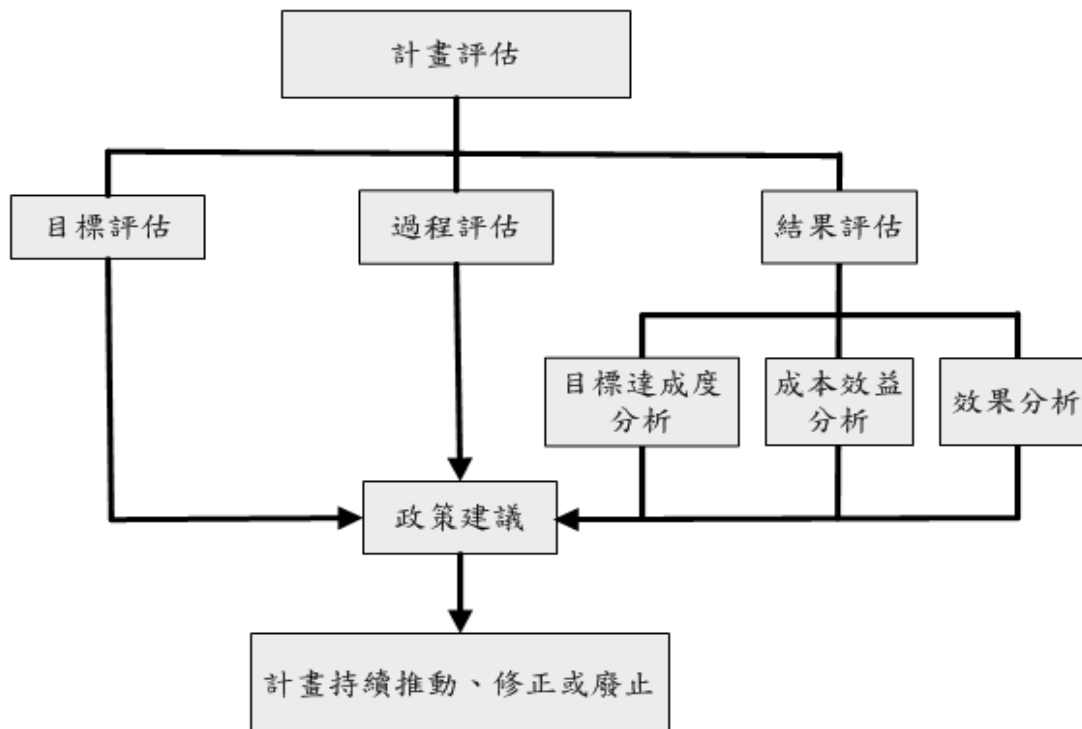 計畫評估
目標評估
過程評估
結果評估
目標達成度
分析
成本效益
分析
效果分析
政策建議
計畫持續推動、修正或廢止